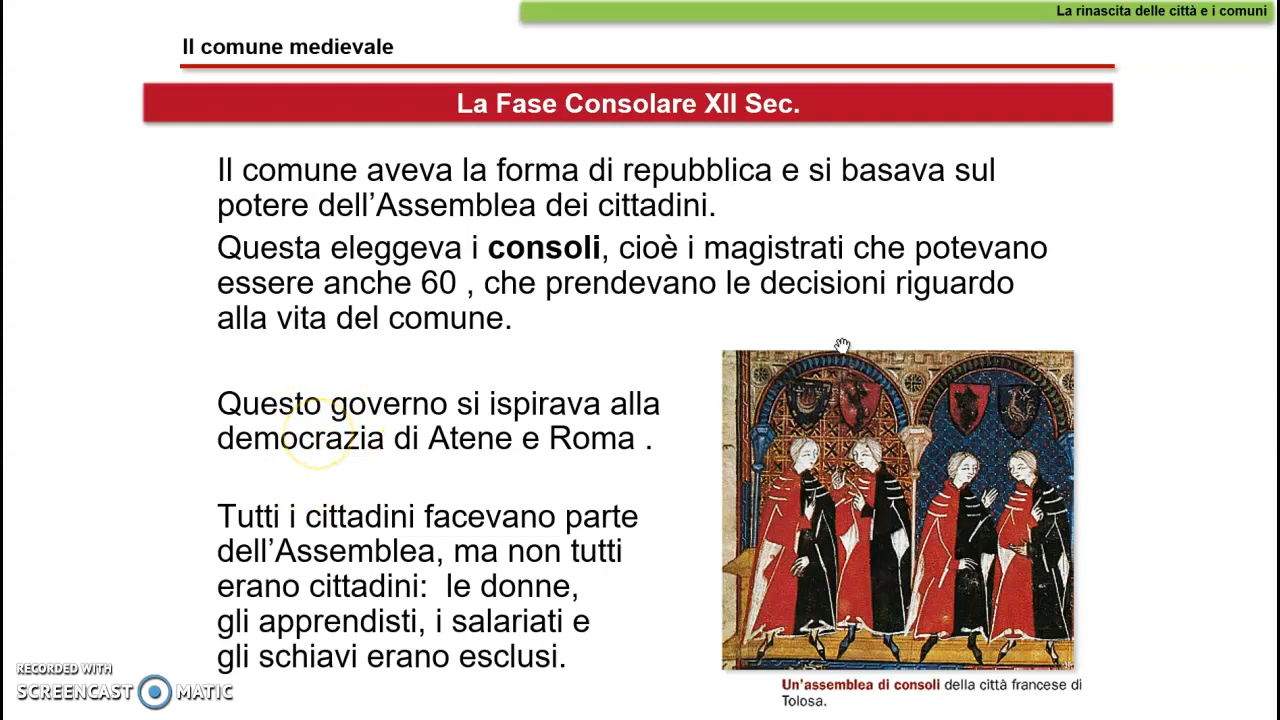 La rinascita delle città e i comuni
Il comune medievale
La Fase Consolare XII Sec.
Il comune aveva la forma di repubblica e si basava sul
potere dell’Assemblea dei cittadini.
Questa eleggeva i consoli, cioè i magistrati che potevano
essere anche 60 , che prendevano le decisioni riguardo
alla vita del comune.
Questo governo si ispirava alla
democrazia di Atene e Roma .
Tutti i cittadini facevano parte
dell’Assemblea, ma non tutti
erano cittadini:  le donne,
gli apprendisti, i salariati e
gli schiavi erano esclusi.
Un’assemblea di consoli della città francese di
Tolosa.
RECORDED WITH
SCREENCAST MATIC